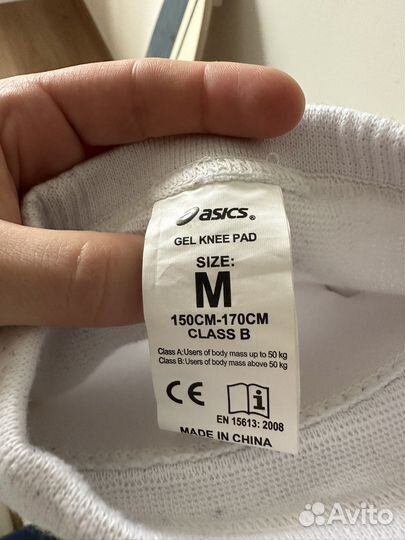 asics®
GEL KNEE PAD
SIZE:
M
150CM-170CM
CLASS B
Class A:Users of body mass up to 50 kg
Class B:Users of body mass above 50 kg
CE i
EN 15613: 2008
MADE IN CHINA
Avito